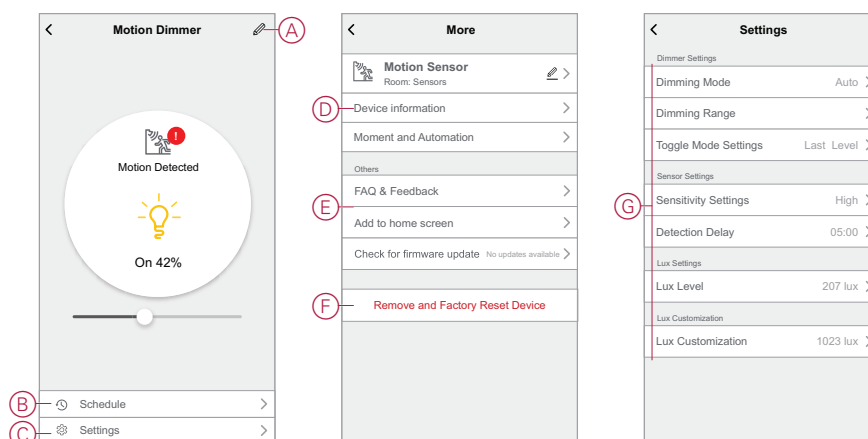 Motion Dimmer
A
!
Motion Detected
On 42%
B
Schedule
C
Settings
More
Motion Sensor
Room: Sensors
D
Device information
Moment and Automation
Others
E
FAQ & Feedback
Add to home screen
Check for firmware update No updates available
F
Remove and Factory Reset Device
Settings
Dimmer Settings
Dimming Mode Auto
Dimming Range
Toggle Mode Settings Last Level
Sensor Settings
G
Sensitivity Settings High
Detection Delay 05:00
Lux Settings
Lux Level 207 lux
Lux Customization
Lux Customization 1023 lux